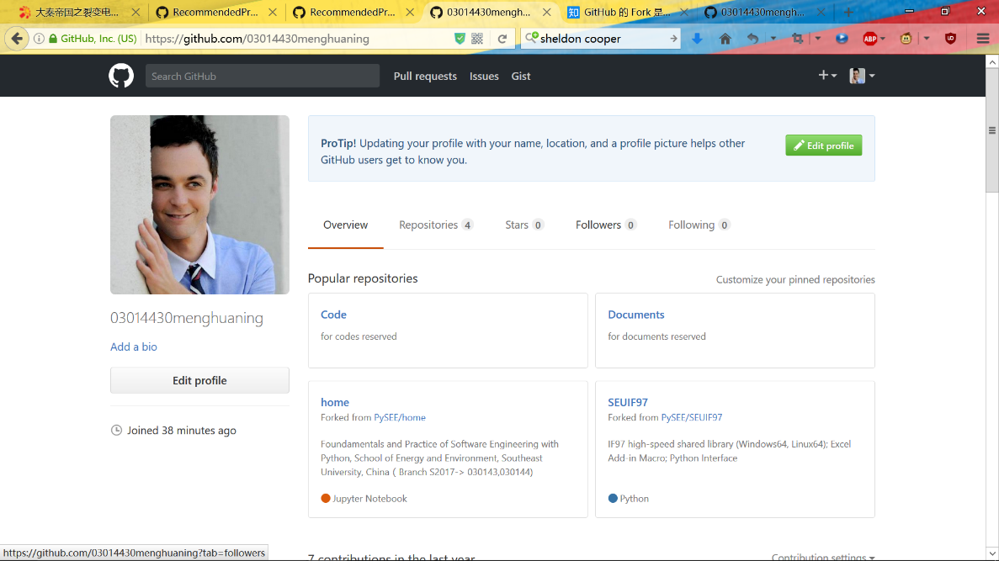 大秦帝国之裂变电...
RecommendedPr...
RecommendedPr...
03014430mengh...
GitHub 的 Fork 是...
03014430mengh...
GitHub, Inc. (US)
https://github.com/03014430menghuaning
sheldon cooper
ABP
Search GitHub
Pull requests
Issues
Gist
ProTip! Updating your profile with your name, location, and a profile picture helps other
GitHub users get to know you.
Edit profile
Overview
Repositories 4
Stars 0
Followers 0
Following 0
03014430menghuaning
Add a bio
Edit profile
Joined 38 minutes ago
Popular repositories
Customize your pinned repositories
Code
for codes reserved
Documents
for documents reserved
home
Forked from PySEE/home
Foundamentals and Practice of Software Engineering with
Python, School of Energy and Environment, Southeast
University, China ( Branch S2017-> 030143,030144)
Jupyter Notebook
SEUIF97
Forked from PySEE/SEUIF97
IF97 high-speed shared library (Windows64, Linux64); Excel
Add-in Macro; Python Interface
Python
7 contributions in the last year
Contribution settings
https://github.com/03014430menghuaning?tab=followers